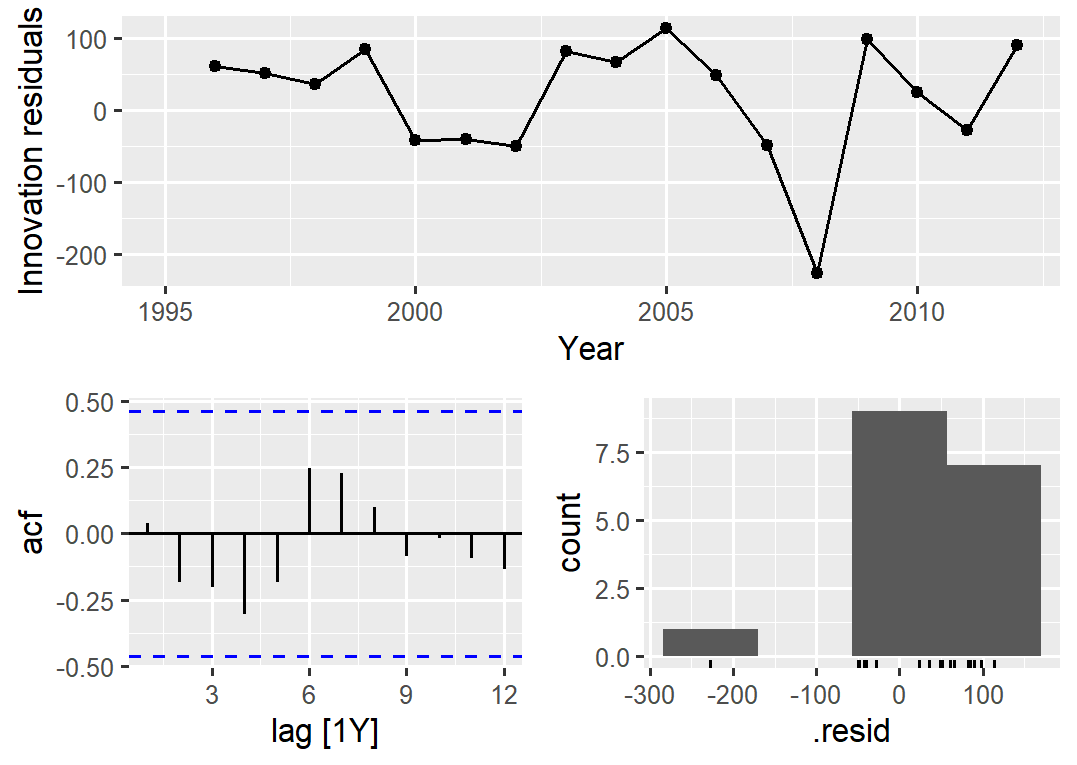 Innovation residuals
100
0
-100
-200
1995 2000 2005 2010
Year
acf
0.50
0.25
0.00
-0.25
-0.50
3 6 9 12
lag [1Y]
count
7.5
5.0
2.5
0.0
-300 -200 -100 0 100
.resid